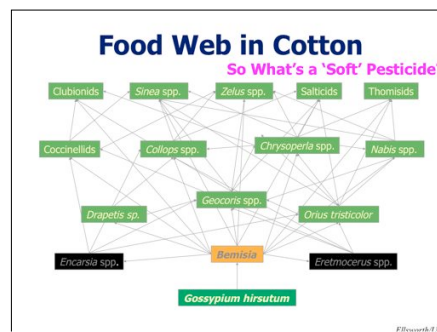 Food Web in Cotton
So What's a 'Soft' Pesticide?
Clubionids Sinea spp. Zelus spp. Salticids Thomisids
Coccinellids Collops spp. Chrysoperla spp. Nabis spp.
Geocoris spp.
Drapetis sp. Orius tristicolor
Bemisia
Encarsia spp. Eretmocerus spp.
Gossypium hirsutum